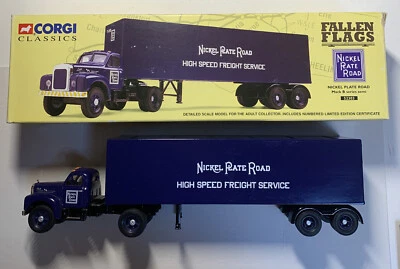 CORGI
CLASSICS
NICKEL PLATE ROAD
HIGH SPEED FREIGHT SERVICE
FALLEN
FLAGS
NICKEL
PLATE
ROAD
NICKEL PLATE ROAD
Mack B series semi
DETAILED SCALE MODEL FOR THE ADULT COLLECTOR, INCLUDES NUMBERED LIMITED EDITION CERTIFICATE
NICKEL PLATE ROAD
HIGH SPEED FREIGHT SERVICE